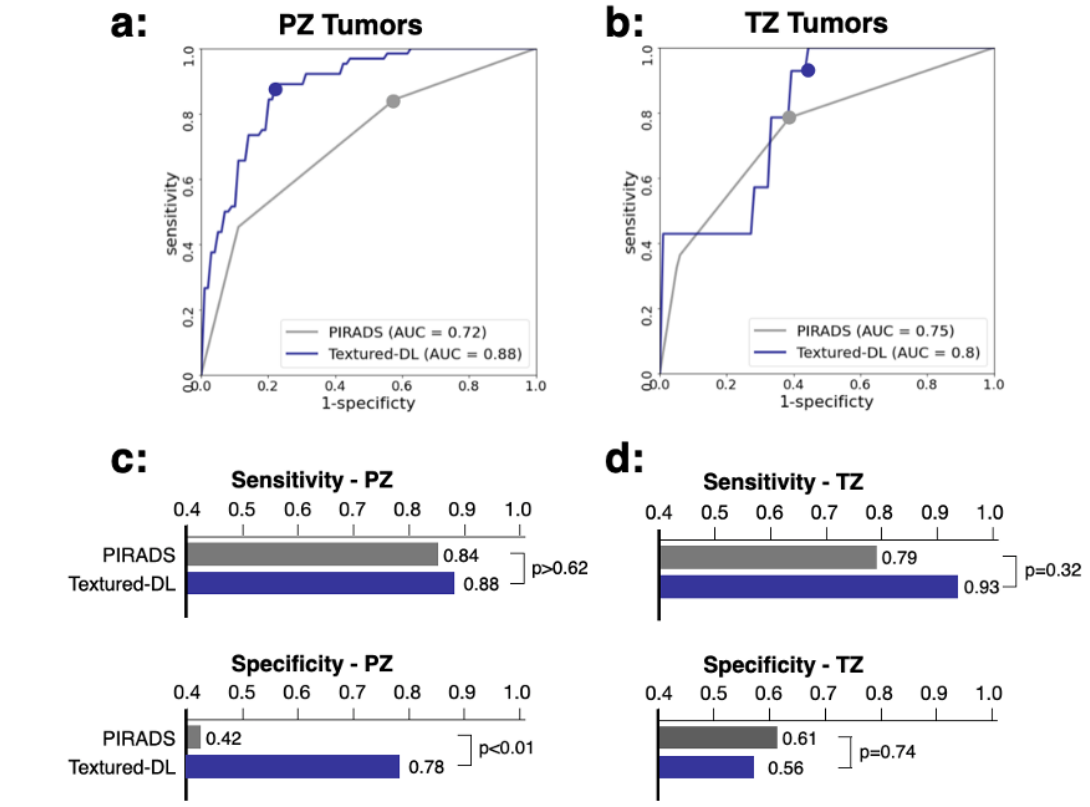 a:
PZ Tumors
1.0
0.8
0.6
0.4
0.2
0.0
sensitivity
0.0 0.2 0.4 0.6 0.8 1.0
1-specificty
PIRADS (AUC = 0.72)
Textured-DL (AUC = 0.88)
b:
TZ Tumors
1.0
0.8
0.6
0.4
0.2
0.0
sensitivity
0.0 0.2 0.4 0.6 0.8 1.0
1-specificty
PIRADS (AUC = 0.75)
Textured-DL (AUC = 0.8)
c:
Sensitivity - PZ
0.4 0.5 0.6 0.7 0.8 0.9 1.0
PIRADS 0.84
Textured-DL 0.88
p>0.62
Specificity - PZ
0.4 0.5 0.6 0.7 0.8 0.9 1.0
PIRADS 0.42
Textured-DL 0.78
p<0.01
d:
Sensitivity - TZ
0.4 0.5 0.6 0.7 0.8 0.9 1.0
0.79
0.93
p=0.32
Specificity - TZ
0.4 0.5 0.6 0.7 0.8 0.9 1.0
0.61
0.56
p=0.74